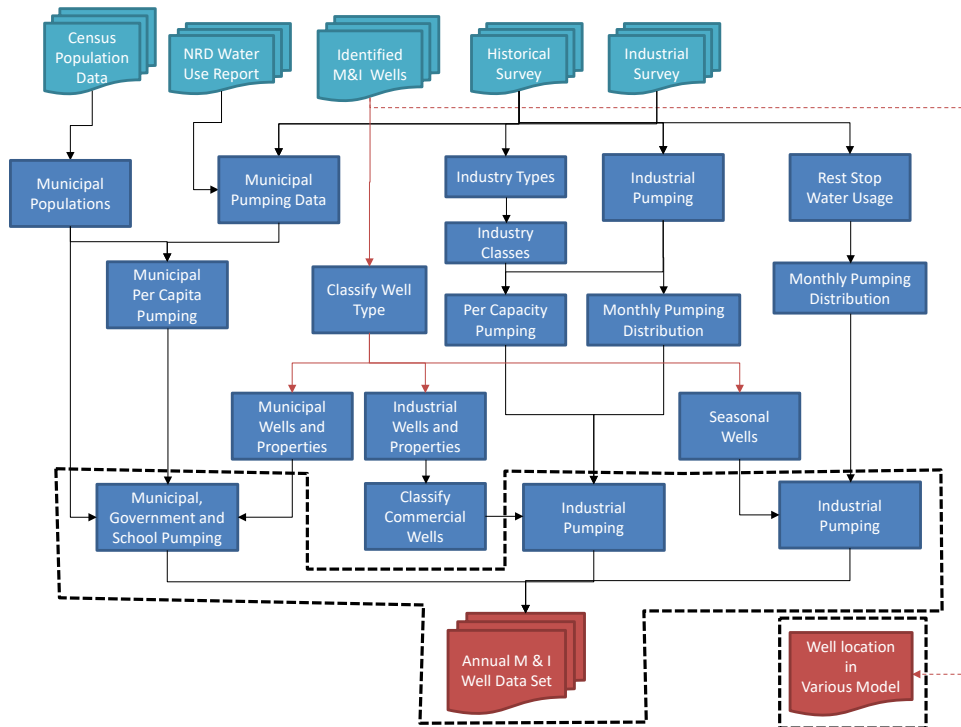 Census
Population
Data
NRD Water
Use Report
Identified
M&I Wells
Historical
Survey
Industrial
Survey
Municipal
Populations
Municipal
Pumping Data
Industry Types
Industrial
Pumping
Rest Stop
Water Usage
Industry
Classes
Municipal
Per Capita
Pumping
Classify Well
Type
Per Capacity
Pumping
Monthly Pumping
Distribution
Monthly Pumping
Distribution
Municipal
Wells and
Properties
Industrial
Wells and
Properties
Seasonal
Wells
Municipal,
Government and
School Pumping
Classify
Commercial
Wells
Industrial
Pumping
Industrial
Pumping
Annual M & I
Well Data Set
Well location
in
Various Model